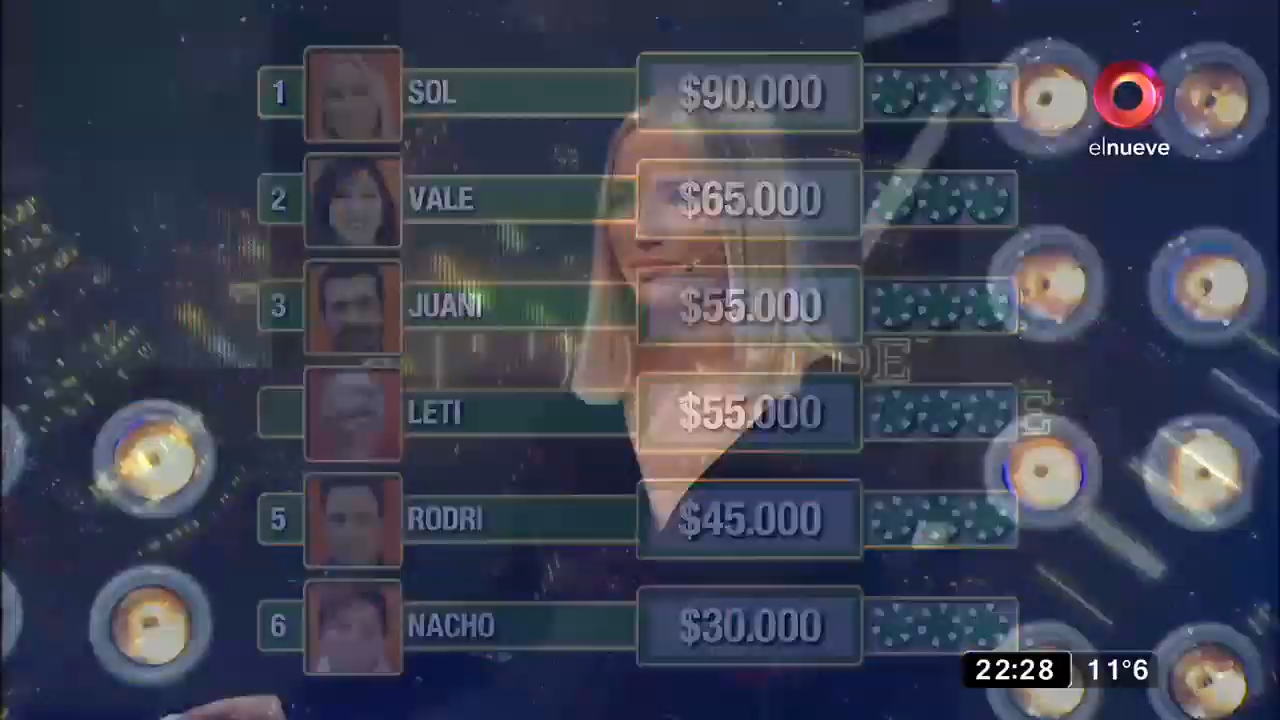 1 SOL $90.000
elnueve
2 VALE $65.000
3 JUANI $55.000
DE
LETI $55.000
E
5 RODRI $45.000
6 NACHO $30.000
22:28 11°6